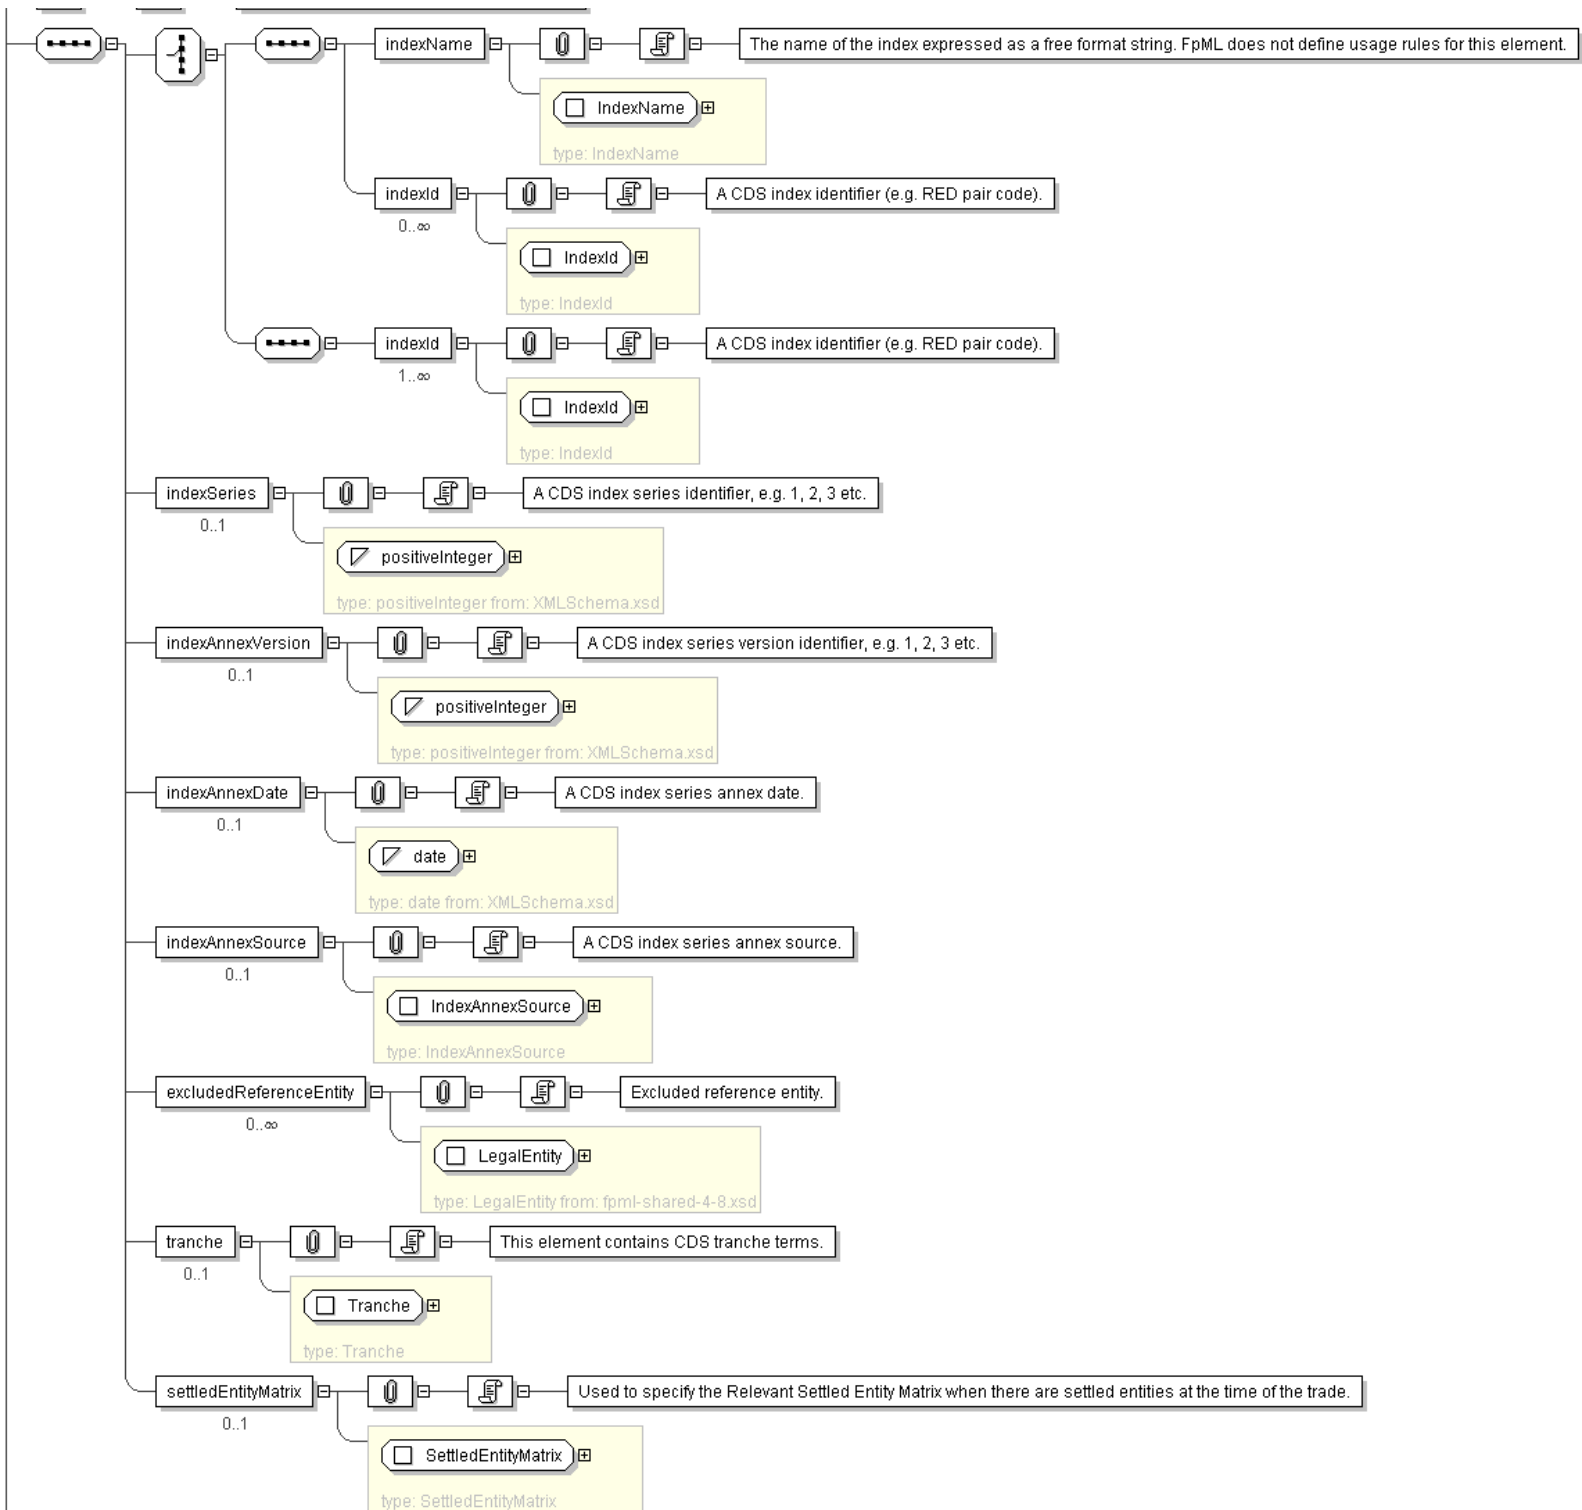 indexName
The name of the index expressed as a free format string. FpML does not define usage rules for this element.
IndexName
type: IndexName
indexId
A CDS index identifier (e.g. RED pair code).
0..∞
IndexId
type: IndexId
indexId
A CDS index identifier (e.g. RED pair code).
1..∞
IndexId
type: IndexId
indexSeries
A CDS index series identifier, e.g. 1, 2, 3 etc.
0..1
positiveInteger
type: positiveInteger from: XMLSchema.xsd
indexAnnexVersion
A CDS index series version identifier, e.g. 1, 2, 3 etc.
0..1
positiveInteger
type: positiveInteger from: XMLSchema.xsd
indexAnnexDate
A CDS index series annex date.
0..1
date
type: date from: XMLSchema.xsd
indexAnnexSource
A CDS index series annex source.
0..1
IndexAnnexSource
type: IndexAnnexSource
excludedReferenceEntity
Excluded reference entity.
0..∞
LegalEntity
type: LegalEntity from: fpml-shared-4-8.xsd
tranche
This element contains CDS tranche terms.
0..1
Tranche
type: Tranche
settledEntityMatrix
Used to specify the Relevant Settled Entity Matrix when there are settled entities at the time of the trade.
0..1
SettledEntityMatrix
type: SettledEntityMatrix